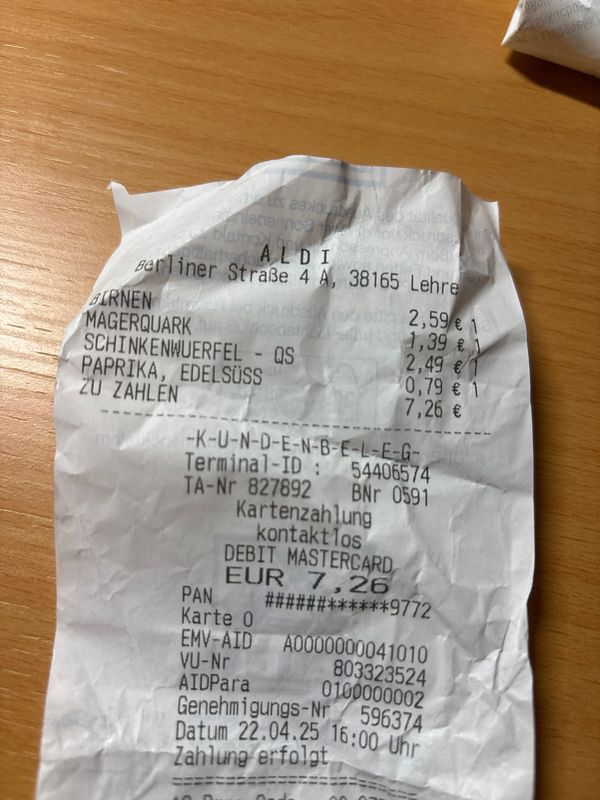 ALDI
Berliner Straße 4 A, 38165 Lehre
BIRNEN 2,59 € 1
MAGERQUARK 1,39 € 1
SCHINKENWUERFEL - QS 2,49 € 1
PAPRIKA, EDELSÜSS 0,79 € 1
ZU ZAHLEN 7,26 €
-K-U-N-D-E-N-B-E-L-E-G-
Terminal-ID : 54406574
TA-Nr 827892 BNr 0591
Kartenzahlung
kontaktlos
DEBIT MASTERCARD
EUR 7,26
PAN ######******9772
Karte 0
EMV-AID A0000000041010
VU-Nr 803323524
AIDPara 0100000002
Genehmigungs-Nr 596374
Datum 22.04.25 16:00 Uhr
Zahlung erfolgt